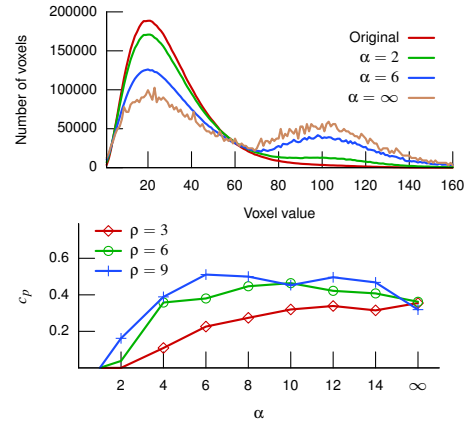 200000
150000
100000
50000
0
Number of voxels
Original
α = 2
α = 6
α = ∞
20 40 60 80 100 120 140 160
Voxel value
ρ = 3
ρ = 6
ρ = 9
0.6
0.4
0.2
c_p
2 4 6 8 10 12 14 ∞
α